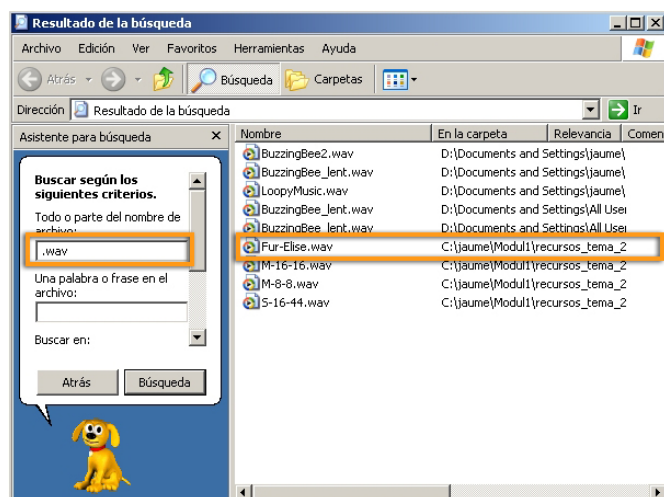 Resultado de la búsqueda
Archivo Edición Ver Favoritos Herramientas Ayuda
Atrás Búsqueda Carpetas
Dirección Resultado de la búsqueda Ir
Asistente para búsqueda
Buscar según los
siguientes criterios.
Todo o parte del nombre de
archivo:
.wav
Una palabra o frase en el
archivo:
Buscar en:
Atrás Búsqueda
Nombre En la carpeta Relevancia Comen
BuzzingBee2.wav D:\Documents and Settings\jaume\
BuzzingBee_lent.wav D:\Documents and Settings\jaume\
LoopyMusic.wav D:\Documents and Settings\jaume\
BuzzingBee_lent.wav D:\Documents and Settings\All User
BuzzingBee_lent.wav D:\Documents and Settings\All User
Fur-Elise.wav C:\jaume\Modul1\recursos_tema_2
M-16-16.wav C:\jaume\Modul1\recursos_tema_2
M-8-8.wav C:\jaume\Modul1\recursos_tema_2
S-16-44.wav C:\jaume\Modul1\recursos_tema_2